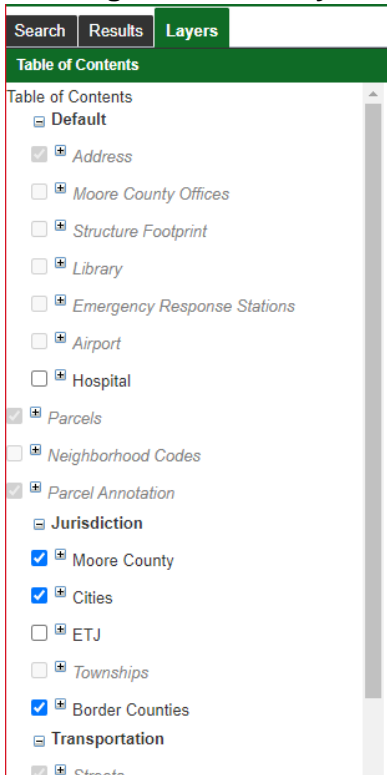 Search Results Layers
Table of Contents
Table of Contents
Default
Address
Moore County Offices
Structure Footprint
Library
Emergency Response Stations
Airport
Hospital
Parcels
Neighborhood Codes
Parcel Annotation
Jurisdiction
Moore County
Cities
ETJ
Townships
Border Counties
Transportation
Streets